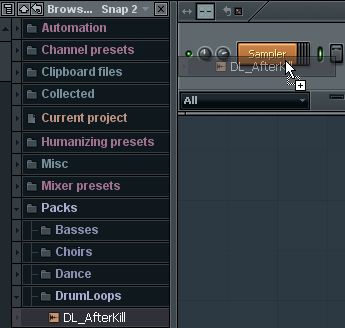 Brows... Snap 2
Automation
Channel presets
Clipboard files
Collected
Current project
Humanizing presets
Misc
Mixer presets
Packs
Basses
Choirs
Dance
DrumLoops
DL_AfterKill
Sampler
DL_AfterKill
All